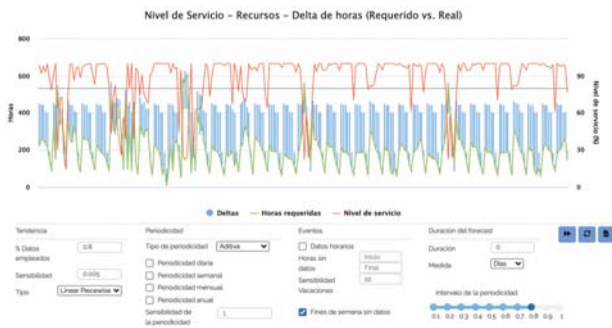 Nivel de Servicio - Recursos - Delta de horas (Requerido vs. Real)
800
600
400
200
0
Horas
90
60
30
0
Nivel de servicio (%)
Deltas
Horas requeridas
Nivel de servicio
Tendencia
% Datos empleados
0.8
Sensibilidad
0.005
Tipo
Linear Piecewise
Periodicidad
Tipo de periodicidad
Aditiva
Periodicidad diaria
Periodicidad semanal
Periodicidad mensual
Periodicidad anual
Sensibilidad de la periodicidad
1
Eventos
Datos horarios
Horas sin datos
Inicio
Final
Sensibilidad Vacaciones
10
Fines de semana sin datos
Duración del forecast
Duración
0
Medida
Días
Intervalo de la periodicidad
0.1 0.2 0.3 0.4 0.5 0.6 0.7 0.8 0.9 1